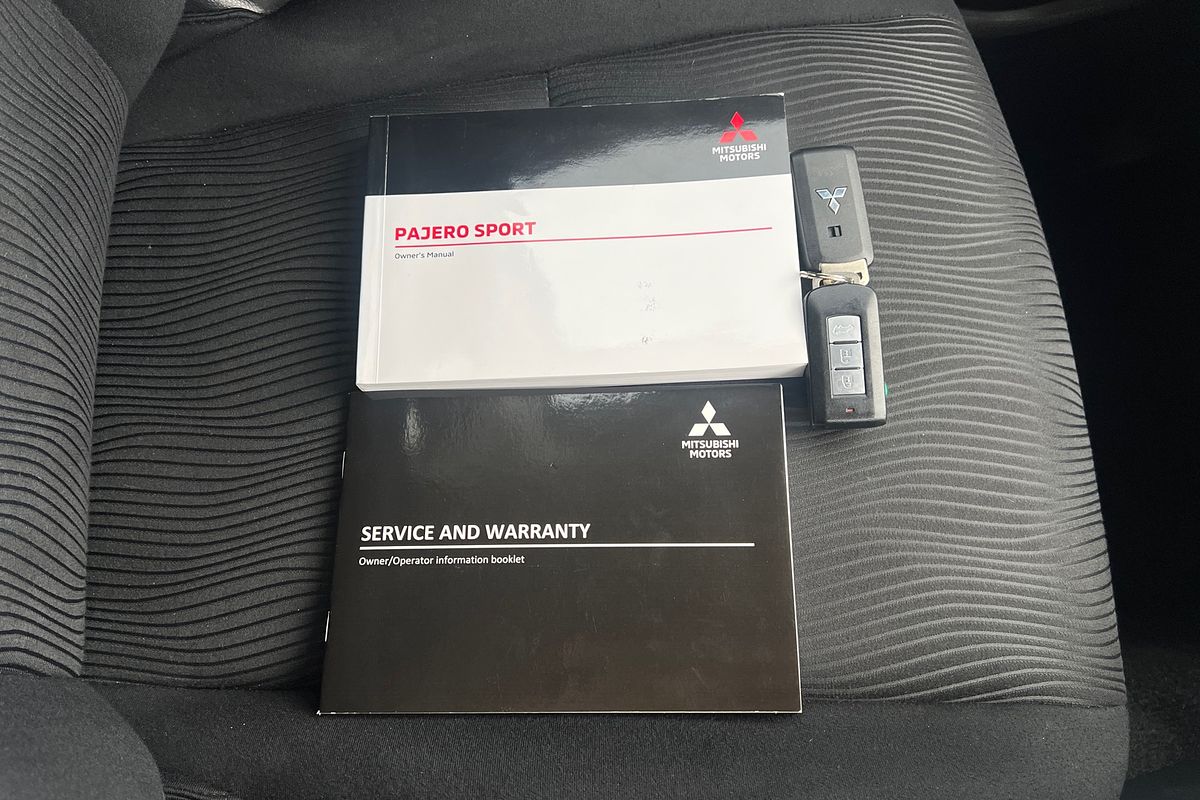 MITSUBISHI
MOTORS
PAJERO SPORT
Owner's Manual
MITSUBISHI
MOTORS
SERVICE AND WARRANTY
Owner/Operator information booklet